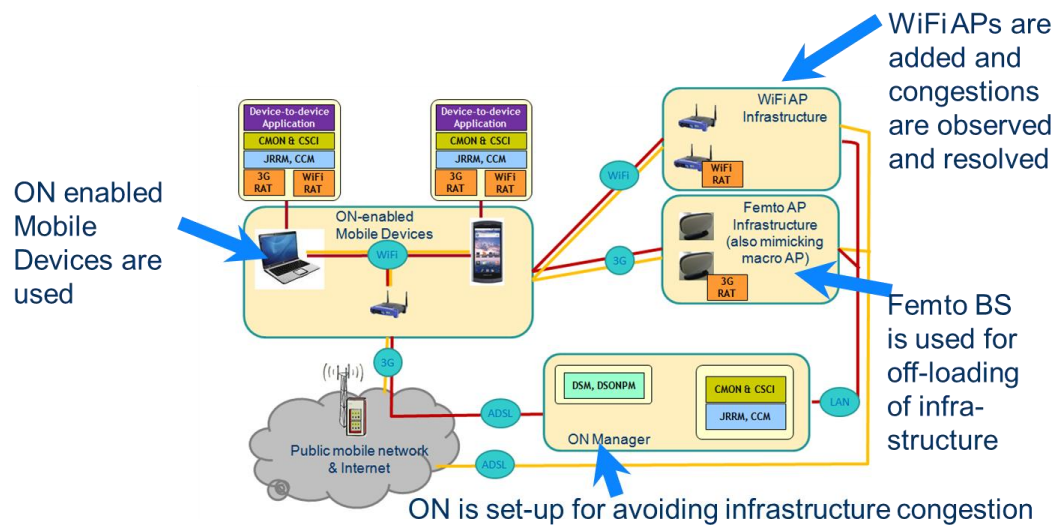 WiFi APs are
added and
congestions
are observed
and resolved
Device-to-device
Application
CMON & CSCI
JRRM, CCM
3G
RAT
WiFi
RAT
Device-to-device
Application
CMON & CSCI
JRRM, CCM
3G
RAT
WiFi
RAT
WiFi AP
Infrastructure
WiFi
RAT
WiFi
ON enabled
Mobile
Devices are
used
ON-enabled
Mobile Devices
WiFi
Femto AP
Infrastructure
(also mimicking
macro AP)
3G
RAT
3G
Femto BS
is used for
off-loading
of infra-
structure
3G
DSM, DSONPM
CMON & CSCI
JRRM, CCM
LAN
ADSL
ON Manager
Public mobile network
& Internet
ADSL
ON is set-up for avoiding infrastructure congestion